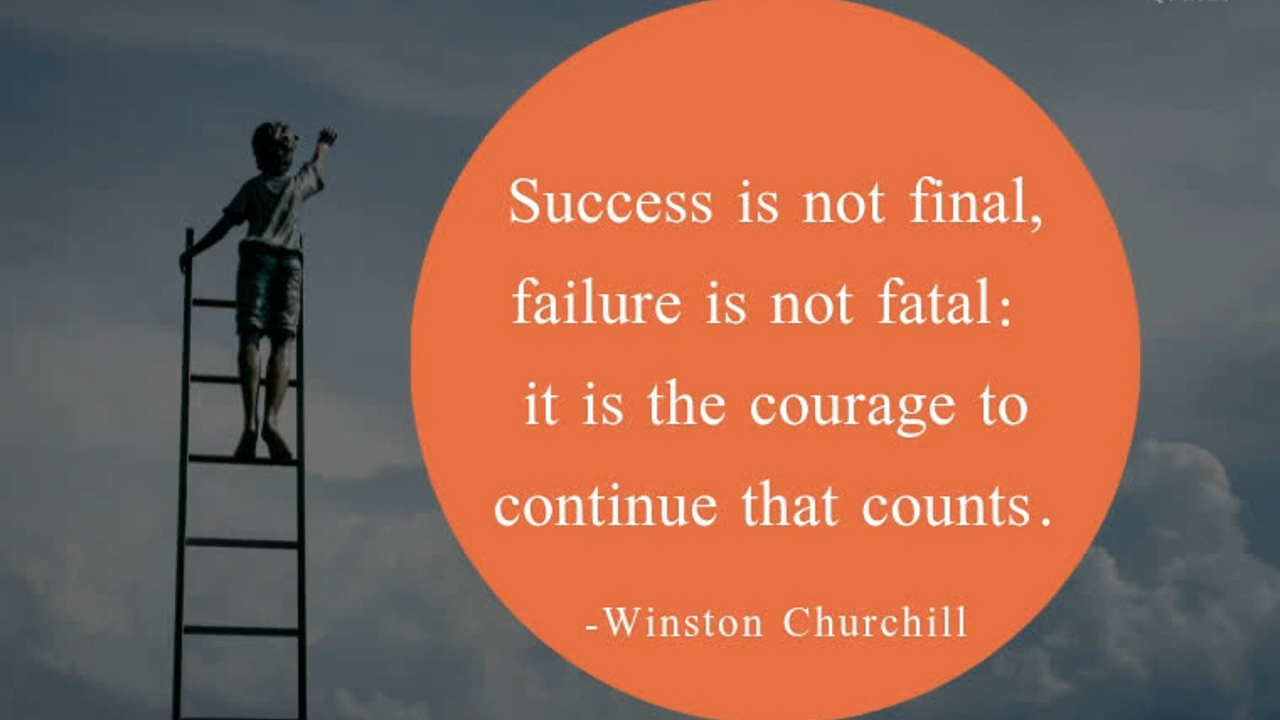 Success is not final,
failure is not fatal:
it is the courage to
continue that counts.
-Winston Churchill